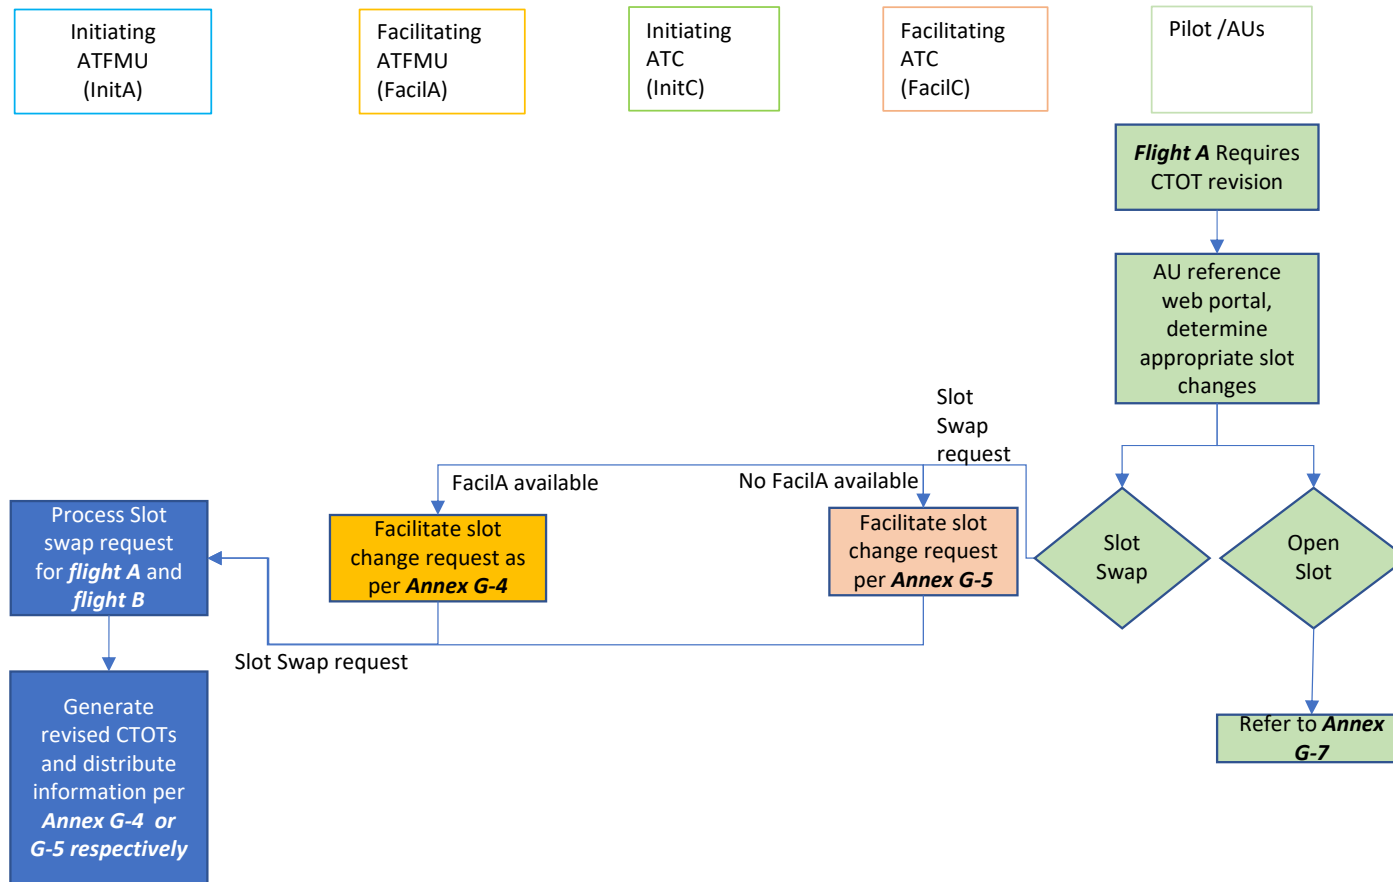 Initiating
ATFMU
(InitA)
Facilitating
ATFMU
(FacilA)
Initiating
ATC
(InitC)
Facilitating
ATC
(FacilC)
Pilot /AUs
Flight A Requires
CTOT revision
AU reference
web portal,
determine
appropriate slot
changes
Slot
Swap
request
FacilA available
No FacilA available
Process Slot
swap request
for flight A and
flight B
Facilitate slot
change request as
per Annex G-4
Facilitate slot
change request
per Annex G-5
Slot
Swap
Open
Slot
Slot Swap request
Generate
revised CTOTs
and distribute
information per
Annex G-4  or
G-5 respectively
Refer to Annex
G-7